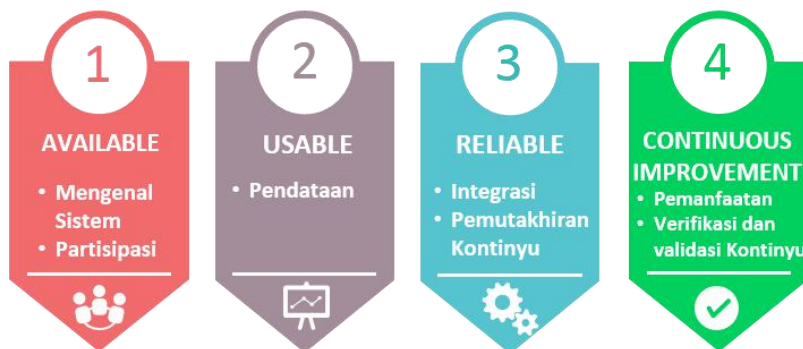 1
AVAILABLE
• Mengenal
Sistem
• Partisipasi
2
USABLE
• Pendataan
3
RELIABLE
• Integrasi
• Pemutakhiran
Kontinyu
4
CONTINUOUS
IMPROVEMENT
• Pemanfaatan
• Verifikasi dan
validasi Kontinyu